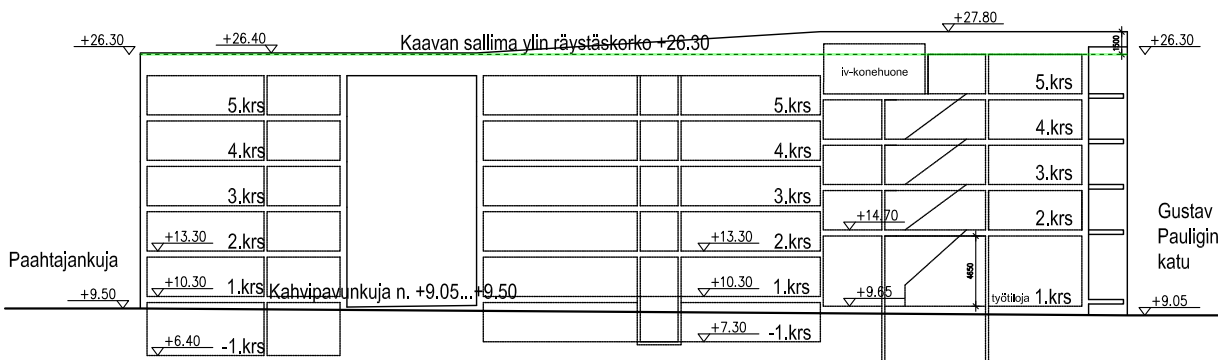 +27.80
+26.30
+26.40
Kaavan sallima ylin räystäskorko +26.30
1500
+26.30
iv-konehuone
5.krs
5.krs
5.krs
4.krs
4.krs
4.krs
3.krs
3.krs
3.krs
+14.70
2.krs
+13.30 2.krs
+13.30 2.krs
Gustav
Pauligin
katu
Paahtajankuja
4650
+10.30 1.krs
+10.30 1.krs
+9.50
Kahvipavunkuja n. +9.05...+9.50
+9.65
työtiloja 1.krs
+9.05
+7.30 -1.krs
+6.40 -1.krs